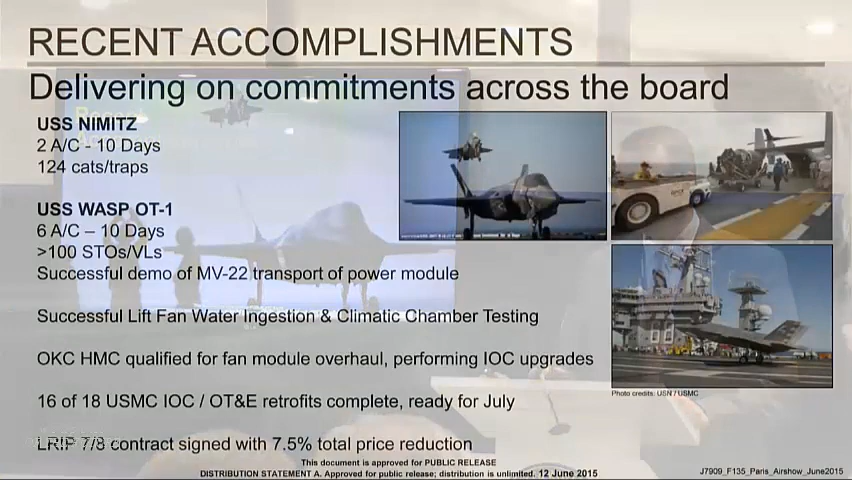 RECENT ACCOMPLISHMENTS
Delivering on commitments across the board
USS NIMITZ
2 A/C - 10 Days
124 cats/traps
USS WASP OT-1
6 A/C – 10 Days
>100 STOs/VLs
Successful demo of MV-22 transport of power module
Successful Lift Fan Water Ingestion & Climatic Chamber Testing
OKC HMC qualified for fan module overhaul, performing IOC upgrades
16 of 18 USMC IOC / OT&E retrofits complete, ready for July
LRIP 7/8 contract signed with 7.5% total price reduction
Photo credits: USN / USMC
This document is approved for PUBLIC RELEASE
DISTRIBUTION STATEMENT A. Approved for public release; distribution is unlimited. 12 June 2015
J7909_F135_Paris_Airshow_June2015